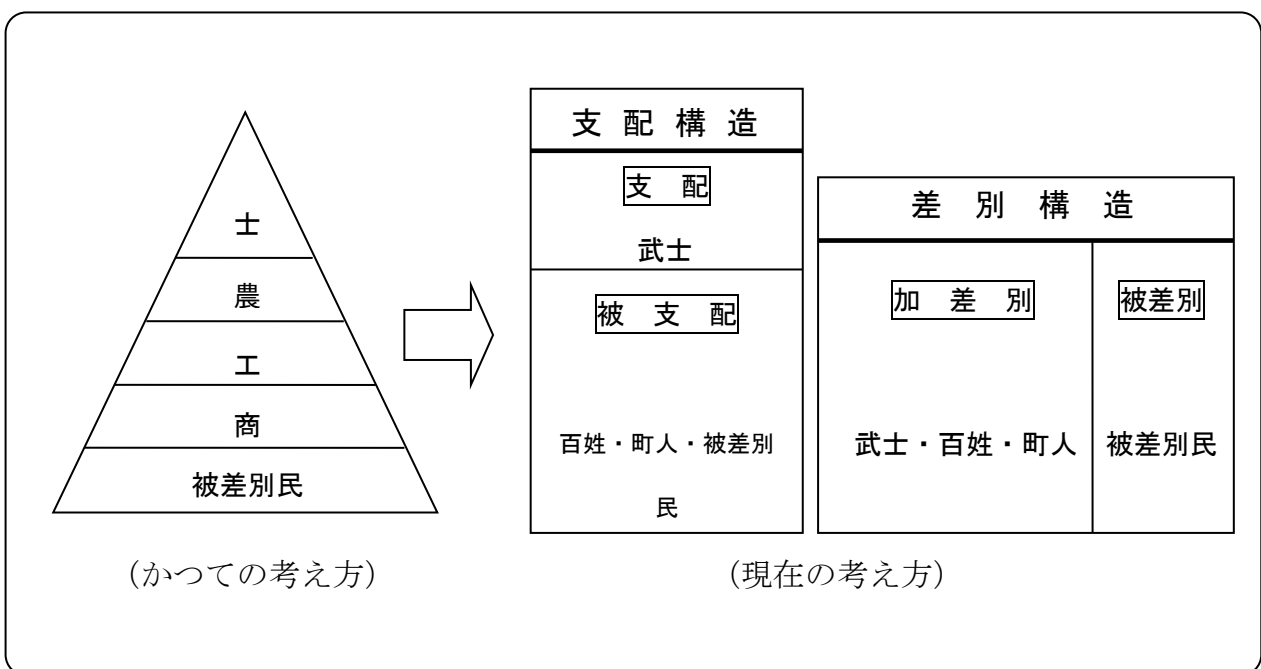 士
農
工
商
被差別民
(かつての考え方)
支配構造
支 配
武士
被 支 配
百姓・町人・被差別
民
差 別 構 造
加 差 別
武士・百姓・町人
被差別
被差別民
(現在の考え方)